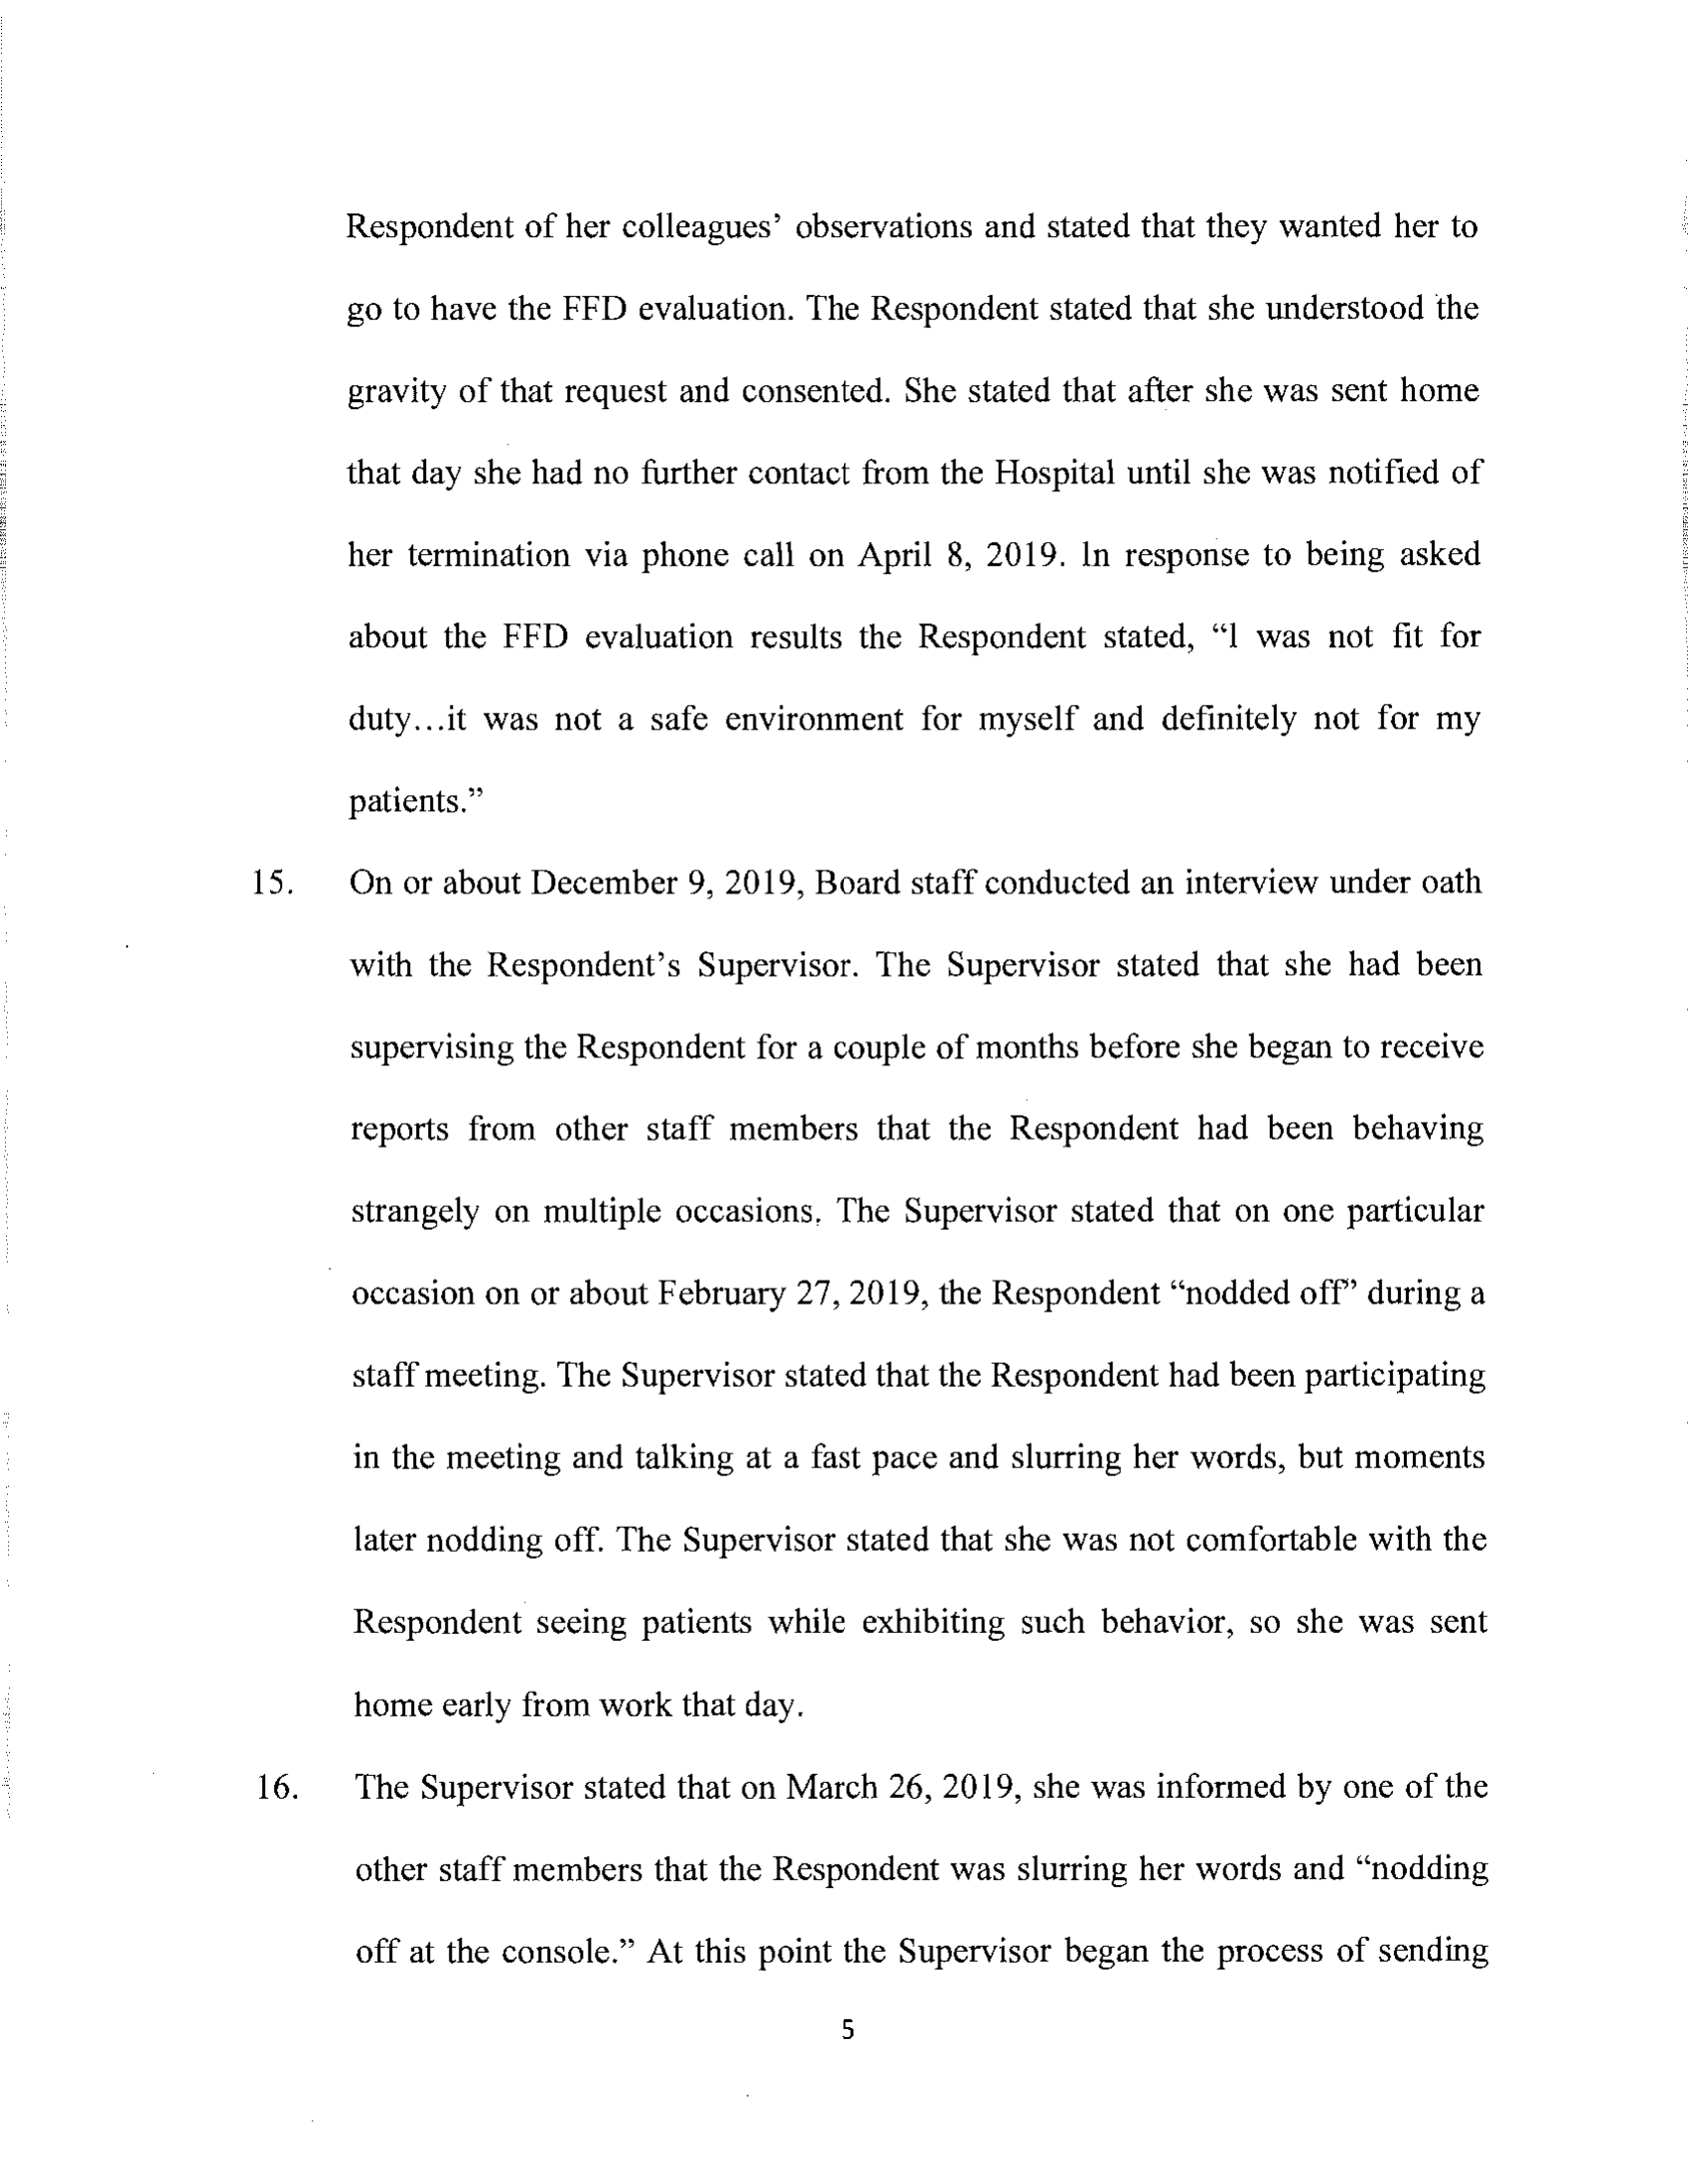 Respondent of her colleagues’ observations and stated that they wanted her to
go to have the FFD evaluation. The Respondent stated that she understood the
gravity of that request and consented. She stated that after she was sent home
that day she had no further contact from the Hospital until she was notified of
her termination via phone call on April 8, 2019. In response to being asked
about the FFD evaluation results the Respondent stated, “I was not fit for
duty…it was not a safe environment for myself and definitely not for my
patients.”
15. On or about December 9, 2019, Board staff conducted an interview under oath
with the Respondent’s Supervisor. The Supervisor stated that she had been
supervising the Respondent for a couple of months before she began to receive
reports from other staff members that the Respondent had been behaving
strangely on multiple occasions. The Supervisor stated that on one particular
occasion on or about February 27, 2019, the Respondent “nodded off” during a
staff meeting. The Supervisor stated that the Respondent had been participating
in the meeting and talking at a fast pace and slurring her words, but moments
later nodding off. The Supervisor stated that she was not comfortable with the
Respondent seeing patients while exhibiting such behavior, so she was sent
home early from work that day.
16. The Supervisor stated that on March 26, 2019, she was informed by one of the
other staff members that the Respondent was slurring her words and “nodding
off at the console.” At this point the Supervisor began the process of sending
5